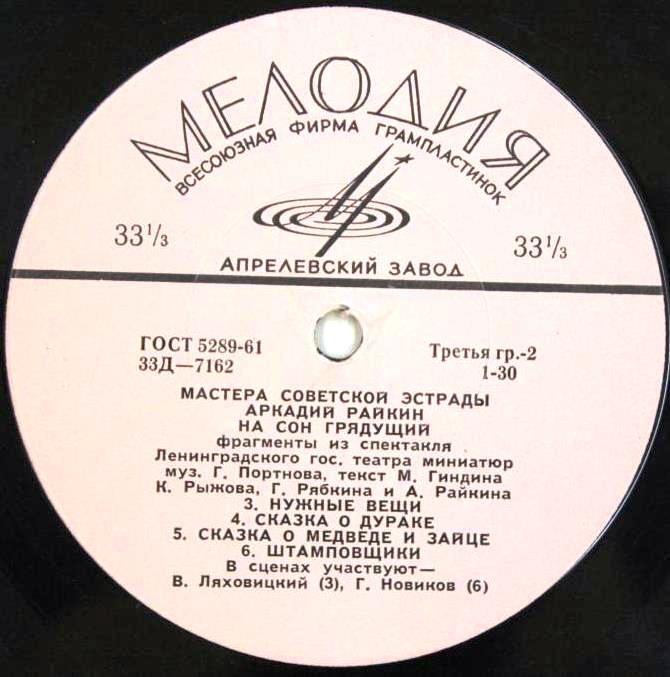 МЕЛОДИЯ
ВСЕСОЮЗНАЯ ФИРМА ГРАМПЛАСТИНОК
33⅓ 33⅓
АПРЕЛЕВСКИЙ ЗАВОД
ГОСТ 5289-61 Третья гр.-2
33Д—7162 1-30
МАСТЕРА СОВЕТСКОЙ ЭСТРАДЫ
АРКАДИЙ РАЙКИН
НА СОН ГРЯДУЩИЙ
фрагменты из спектакля
Ленинградского гос. театра миниатюр
муз. Г. Портнова, текст М. Гиндина
К. Рыжова, Г. Рябкина и А. Райкина
3. НУЖНЫЕ ВЕЩИ
4. СКАЗКА О ДУРАКЕ
5. СКАЗКА О МЕДВЕДЕ И ЗАЙЦЕ
6. ШТАМПОВЩИКИ
В сценах участвуют—
В. Ляховицкий (3), Г. Новиков (6)